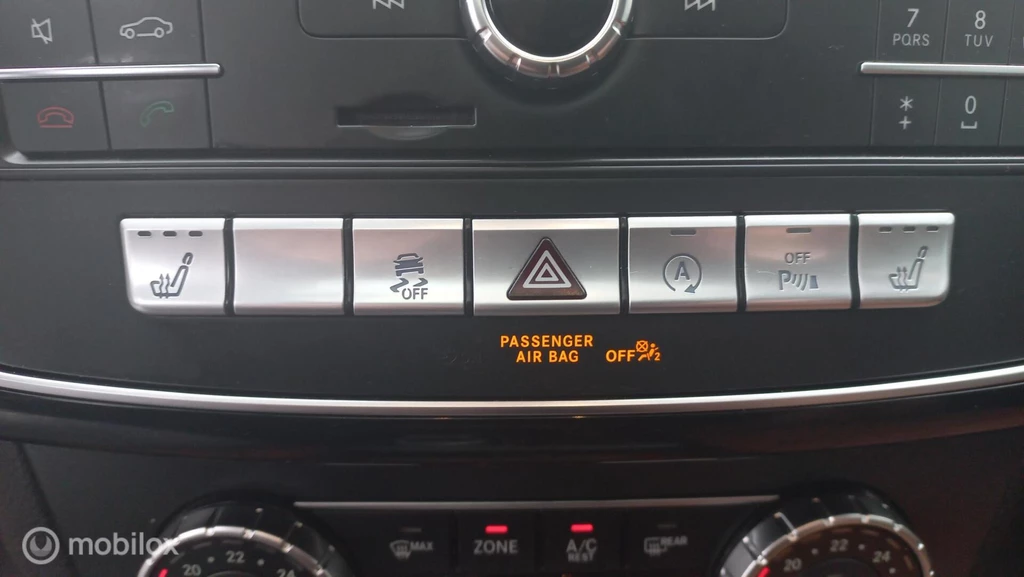 7
PQRS
8
TUV
*
+
0
OFF
A
OFF
P
PASSENGER
AIR BAG
OFF 2
MAX
ZONE
A/C
REST
REAR
20 22 24
20 22 24
mobilox